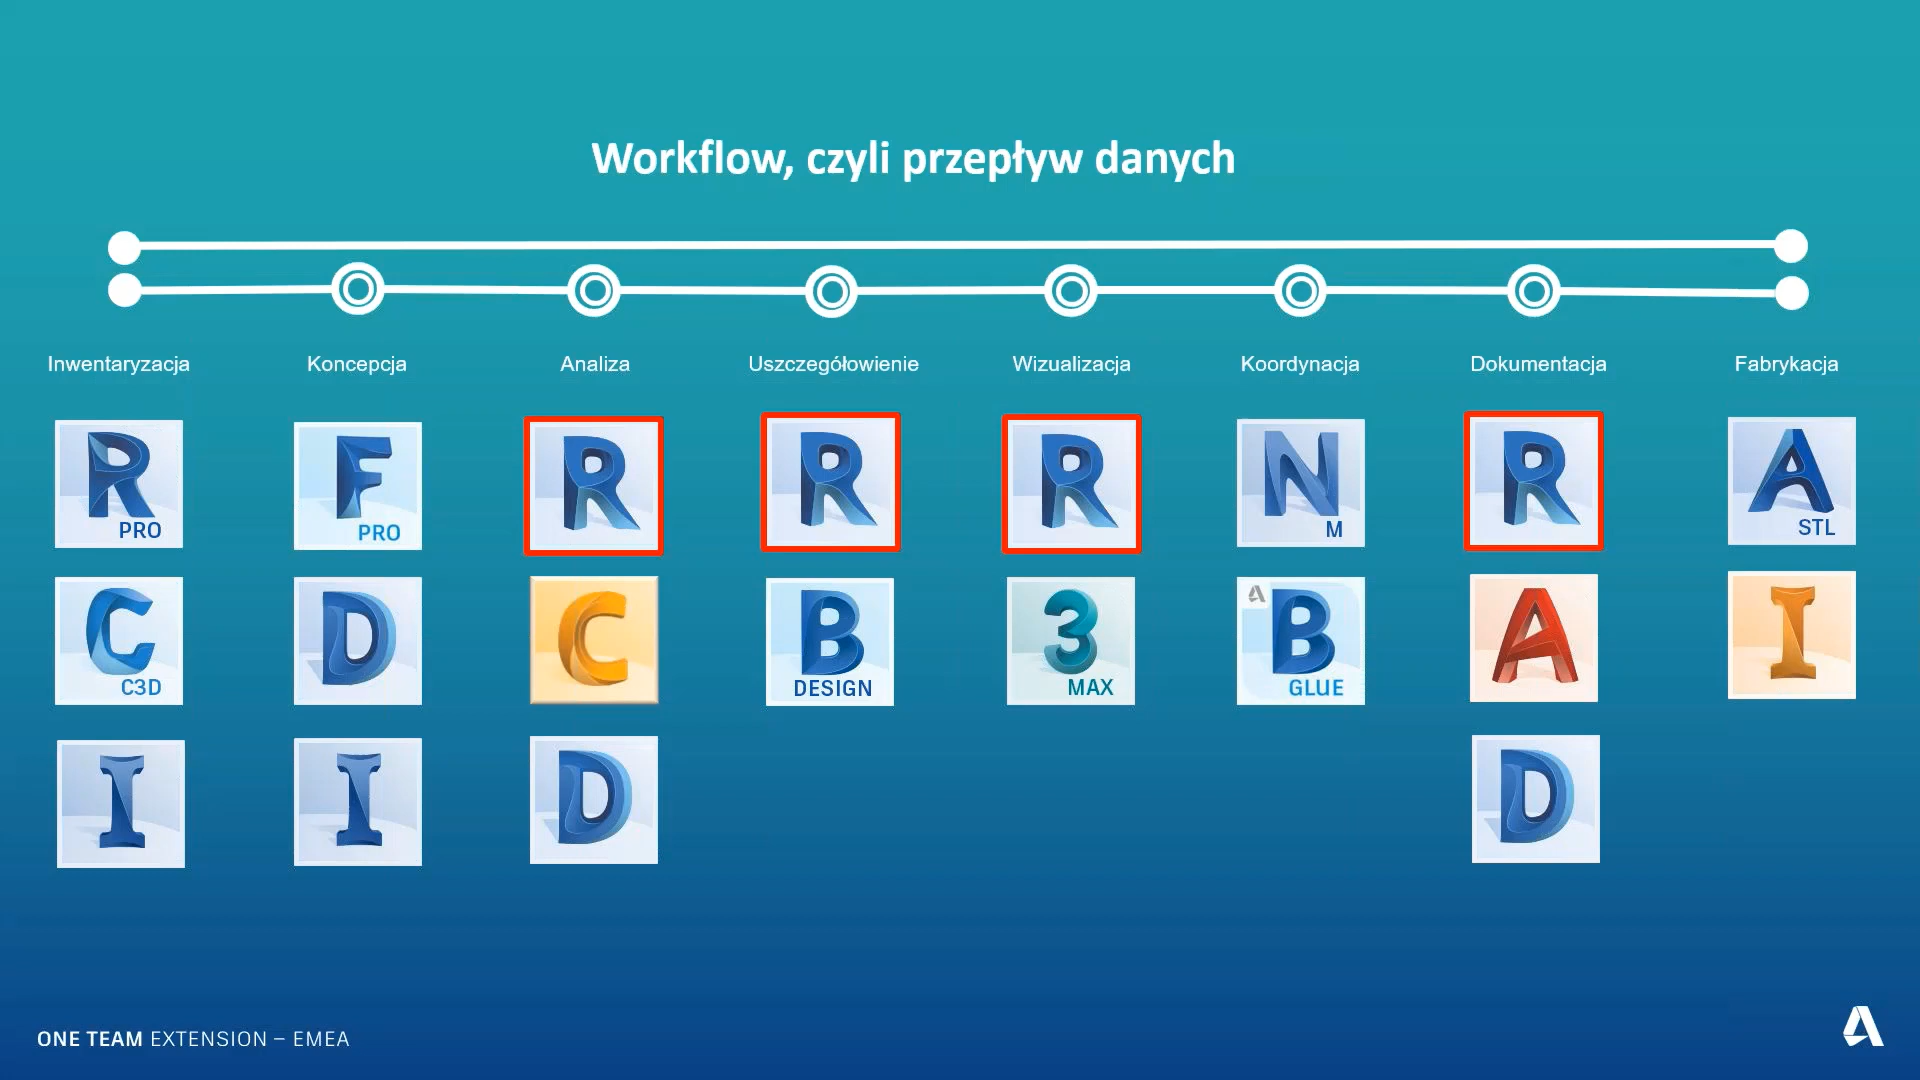 Workflow, czyli przepływ danych
Inwentaryzacja
Koncepcja
Analiza
Uszczegółowienie
Wizualizacja
Koordynacja
Dokumentacja
Fabrykacja
R PRO
F PRO
R
R
R
N M
R
A STL
C C3D
D
C
B DESIGN
3 MAX
B GLUE
A
I
I
I
D
D
ONE TEAM EXTENSION – EMEA